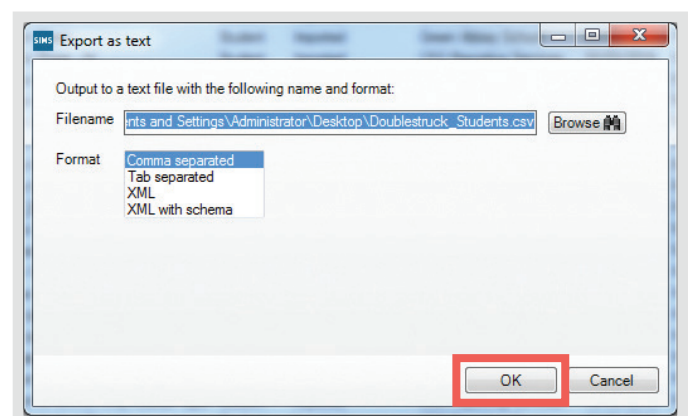 SIMS Export as text
Output to a text file with the following name and format:
Filename
ents and Settings\Administrator\Desktop\Doublestruck_Students.csv
Browse
Format
Comma separated
Tab separated
XML
XML with schema
OK
Cancel